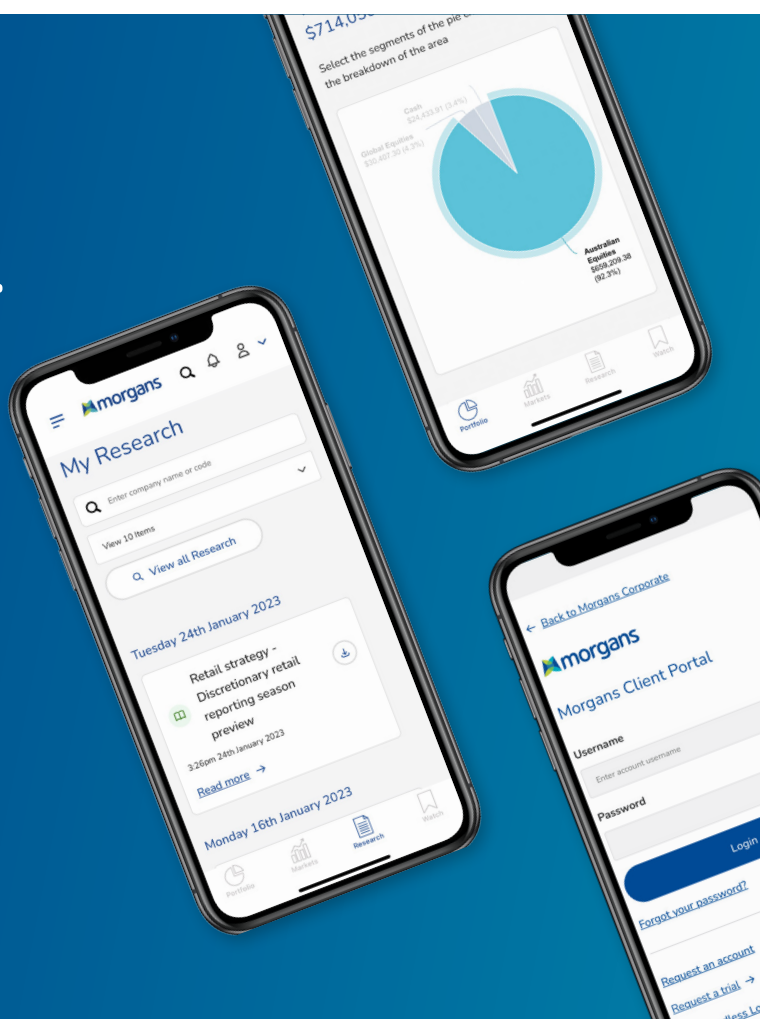 Select the segments of the pie
the breakdown of the area
Cash
$24,433.91 (3.4%)
Global Equities
$30,407.20 (4.3%)
Australian
Equities
$659,209.38
(92.3%)
Portfolio
Markets
Research
Watch
morgans
My Research
Enter company name or code
View 10 Items
View all Research
Tuesday 24th January 2023
Retail strategy -
Discretionary retail
reporting season
preview
3:26pm 24th January 2023
Read more →
Monday 16th January 2023
Portfolio
Markets
Research
Watch
← Back to Morgans Corporate
morgans
Morgans Client Portal
Username
Enter account username
Password
Login
Forgot your password?
Request an account
Request a trial →